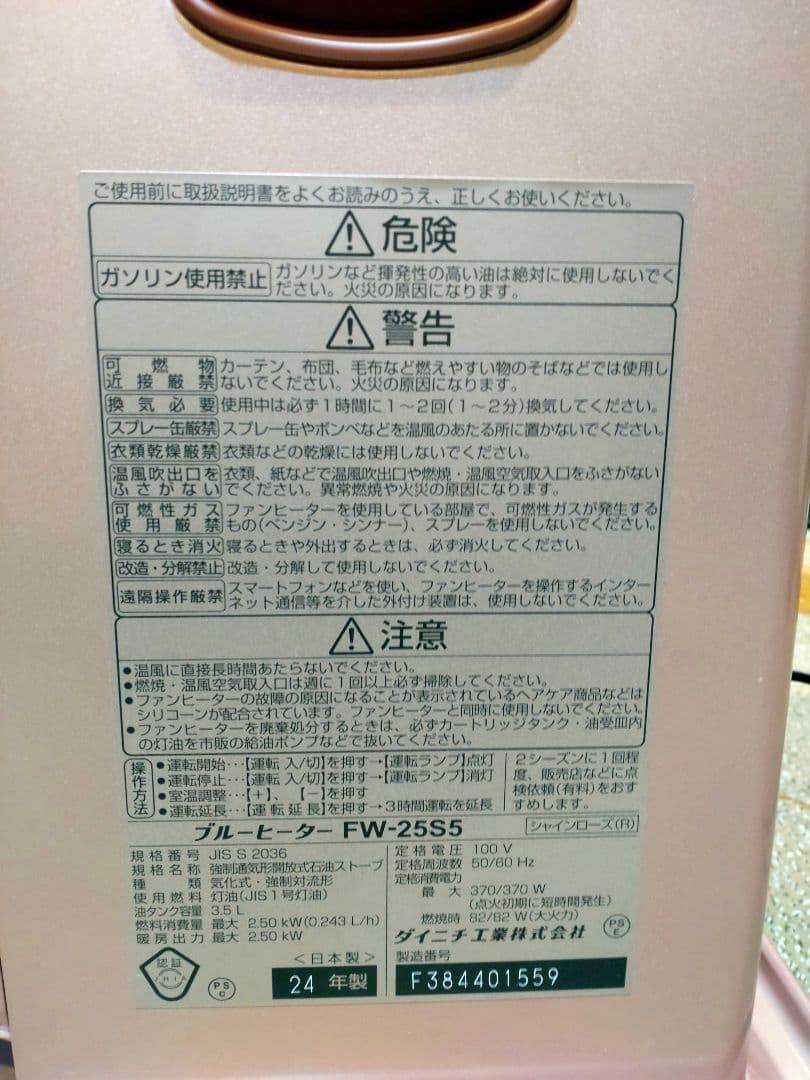 ご使用前に取扱説明書をよくお読みのうえ、正しくお使いください。
危険
ガソリン使用禁止 ガソリンなど揮発性の高い油は絶対に使用しないでく
ださい。火災の原因になります。
警告
可燃物 カーテン、布団、毛布など燃えやすい物のそばなどでは使用し
近接厳禁 ないでください。火災の原因になります。
換気必要 使用中は必ず1時間に1～2回(1～2分)換気してください。
スプレー缶厳禁 スプレー缶やボンベなどを温風のあたる所に置かないでください。
衣類乾燥厳禁 衣類などの乾燥には使用しないでください。
温風吹出口を 衣類、紙などで温風吹出口や燃焼・温風空気取入口をふさがない
ふさがない でください。異常燃焼や火災の原因になります。
可燃性ガス ファンヒーターを使用している部屋で、可燃性ガスが発生する
使用厳禁 もの(ベンジン・シンナー)、スプレーを使用しないでください。
寝るとき消火 寝るときや外出するときは、必ず消火してください。
改造・分解禁止 改造・分解して使用しないでください。
遠隔操作厳禁 スマートフォンなどを使い、ファンヒーターを操作するインター
ネット通信等を介した外付け装置は、使用しないでください。
注意
●温風に直接長時間あたらないでください。
●燃焼・温風空気取入口は週に1回以上必ず掃除してください。
●ファンヒーターの故障の原因になることが表示されているヘアケア商品などは
シリコーンが配合されています。ファンヒーターと同時に使用しないでください。
●ファンヒーターを廃棄処分するときは、必ずカートリッジタンク・油受皿内
の灯油を市販の給油ポンプなどで抜いてください。
操作方法
●運転開始…【運転 入/切】を押す→【運転ランプ】点灯
●運転停止…【運転 入/切】を押す→【運転ランプ】消灯
●室温調整…【+】、【−】を押す
●運転延長…【運転延長】を押す→3時間運転を延長
2シーズンに1回程
度、販売店などに点
検依頼(有料)をおす
すめします。
ブルーヒーター FW-25S5 シャインローズ(R)
規格番号 JIS S 2036
規格名称 強制通気形開放式石油ストーブ
種類 気化式・強制対流形
使用燃料 灯油(JIS1号灯油)
油タンク容量 3.5 L
燃料消費量 最大 2.50 kW(0.243 L/h)
暖房出力 最大 2.50 kW
定格電圧 100 V
定格周波数 50/60 Hz
定格消費電力
最大 370/370 W
(点火初期に短時間発生)
燃焼時 82/82 W(大火力)
ダイニチ工業株式会社 PS E
認証 JHIA PS C
<日本製>
24 年製
製造番号
F384401559